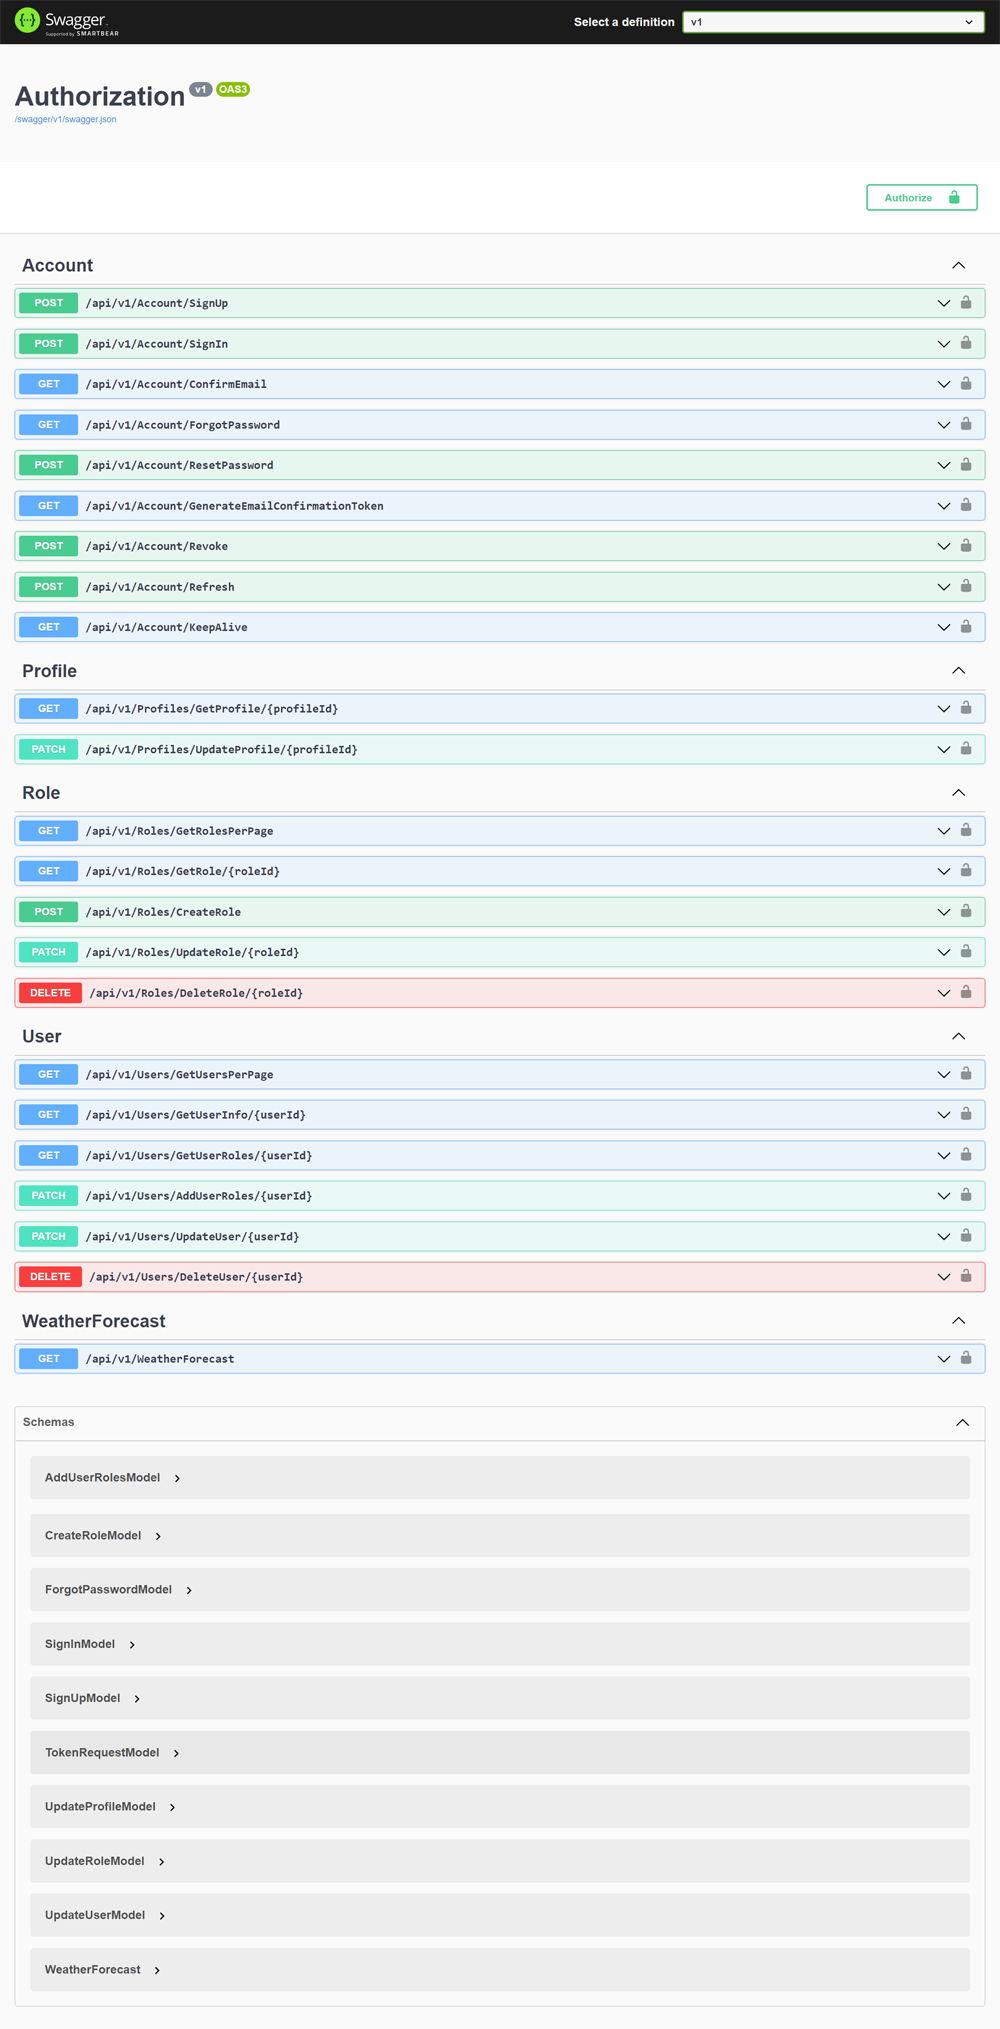 Swagger
Supported by SMARTBEAR
Select a definition
v1
Authorization v1 OAS3
/swagger/v1/swagger.json
Authorize
Account
POST /api/v1/Account/SignUp
POST /api/v1/Account/SignIn
GET /api/v1/Account/ConfirmEmail
GET /api/v1/Account/ForgotPassword
POST /api/v1/Account/ResetPassword
GET /api/v1/Account/GenerateEmailConfirmationToken
POST /api/v1/Account/Revoke
POST /api/v1/Account/Refresh
GET /api/v1/Account/KeepAlive
Profile
GET /api/v1/Profiles/GetProfile/{profileId}
PATCH /api/v1/Profiles/UpdateProfile/{profileId}
Role
GET /api/v1/Roles/GetRolesPerPage
GET /api/v1/Roles/GetRole/{roleId}
POST /api/v1/Roles/CreateRole
PATCH /api/v1/Roles/UpdateRole/{roleId}
DELETE /api/v1/Roles/DeleteRole/{roleId}
User
GET /api/v1/Users/GetUsersPerPage
GET /api/v1/Users/GetUserInfo/{userId}
GET /api/v1/Users/GetUserRoles/{userId}
PATCH /api/v1/Users/AddUserRoles/{userId}
PATCH /api/v1/Users/UpdateUser/{userId}
DELETE /api/v1/Users/DeleteUser/{userId}
WeatherForecast
GET /api/v1/WeatherForecast
Schemas
AddUserRolesModel
CreateRoleModel
ForgotPasswordModel
SignInModel
SignUpModel
TokenRequestModel
UpdateProfileModel
UpdateRoleModel
UpdateUserModel
WeatherForecast